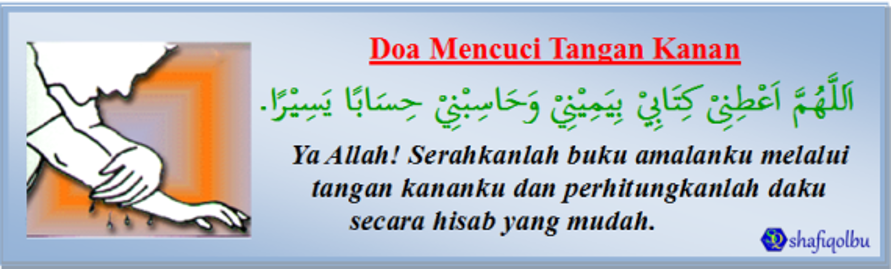 Doa Mencuci Tangan Kanan
اَللَّهُمَّ اَعْطِنِيْ كِتَابِيْ بِيَمِيْنِيْ وَحَاسِبْنِيْ حِسَابًا يَسِيْرًا.
Ya Allah! Serahkanlah buku amalanku melalui
tangan kananku dan perhitungkanlah daku
secara hisab yang mudah.
shafiqolbu